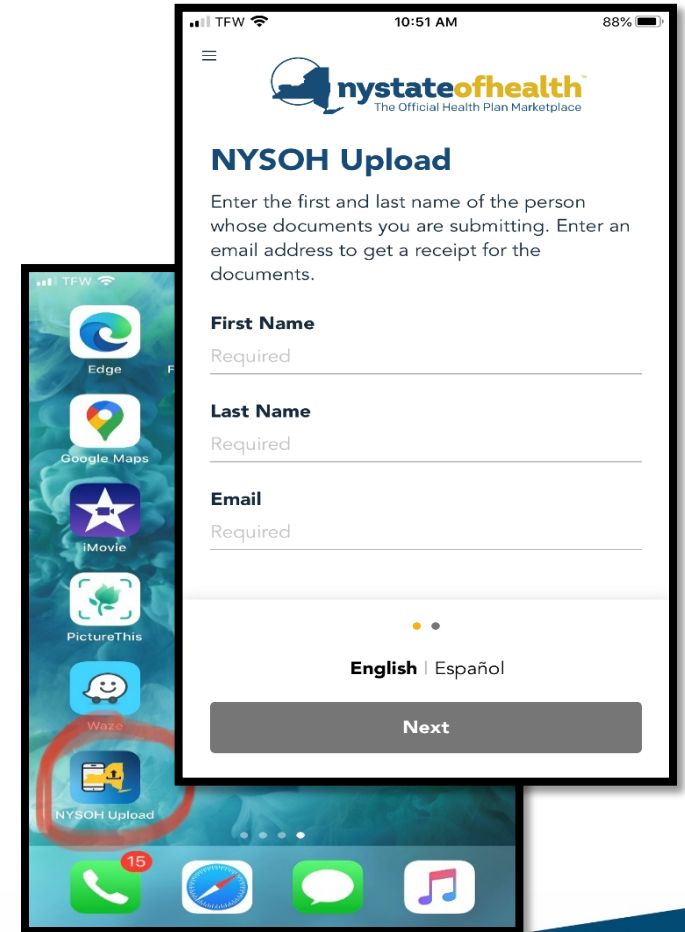 TFW
10:51 AM
88%
nystateofhealth™
The Official Health Plan Marketplace
NYSOH Upload
Enter the first and last name of the person
whose documents you are submitting. Enter an
email address to get a receipt for the
documents.
First Name
Required
Last Name
Required
Email
Required
English | Español
Next
TFW
Edge
F
Google Maps
iMovie
PictureThis
Waze
NYSOH Upload
15